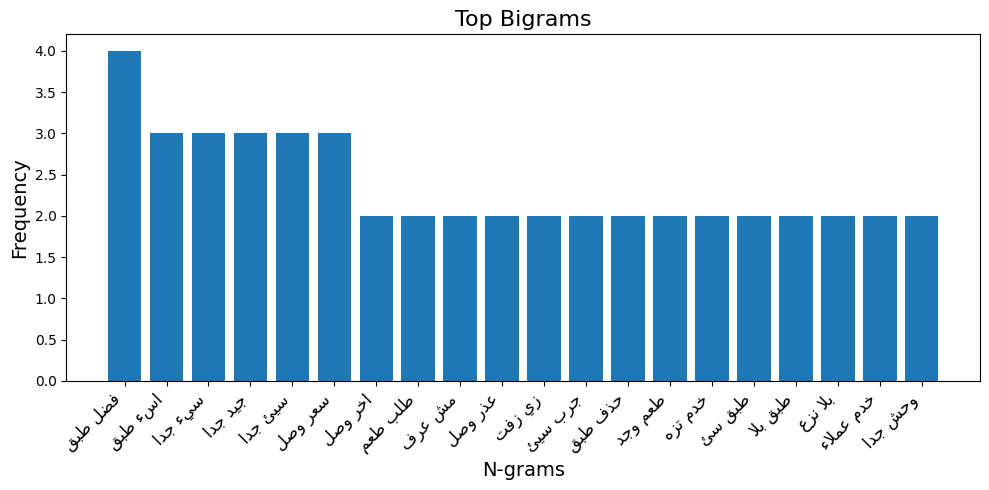 Top Bigrams
Frequency
4.0
3.5
3.0
2.5
2.0
1.5
1.0
0.5
0.0
فضل طبق
اسء طبق
سيء جدا
جيد جدا
سيئ جدا
سعر وصل
اخر وصل
طلب طعم
مش عرف
عذر وصل
زي زفت
جرب سيئ
حذف طبق
طعم وجد
خدم تزه
طبق سئ
طبق بلا
بلا نزع
خدم عملاء
وحش جدا
N-grams